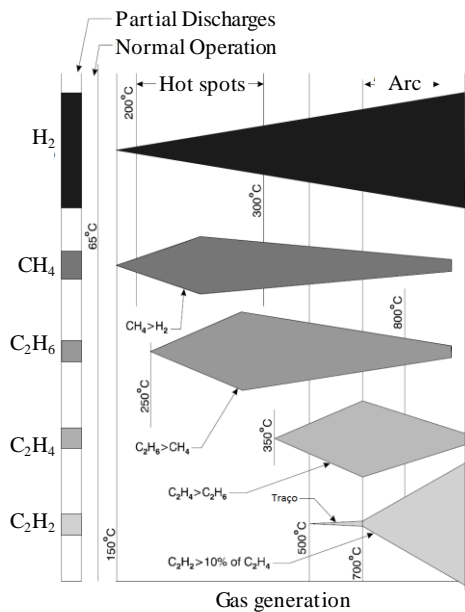 Partial Discharges
Normal Operation
200°C
Hot spots
Arc
H₂
300°C
65°C
CH₄
CH₄>H₂
800°C
C₂H₆
250°C
C₂H₆>CH₄
350°C
C₂H₄
C₂H₄>C₂H₆
Traço
C₂H₂
500°C
C₂H₂>10% of C₂H₄
150°C
700°C
Gas generation